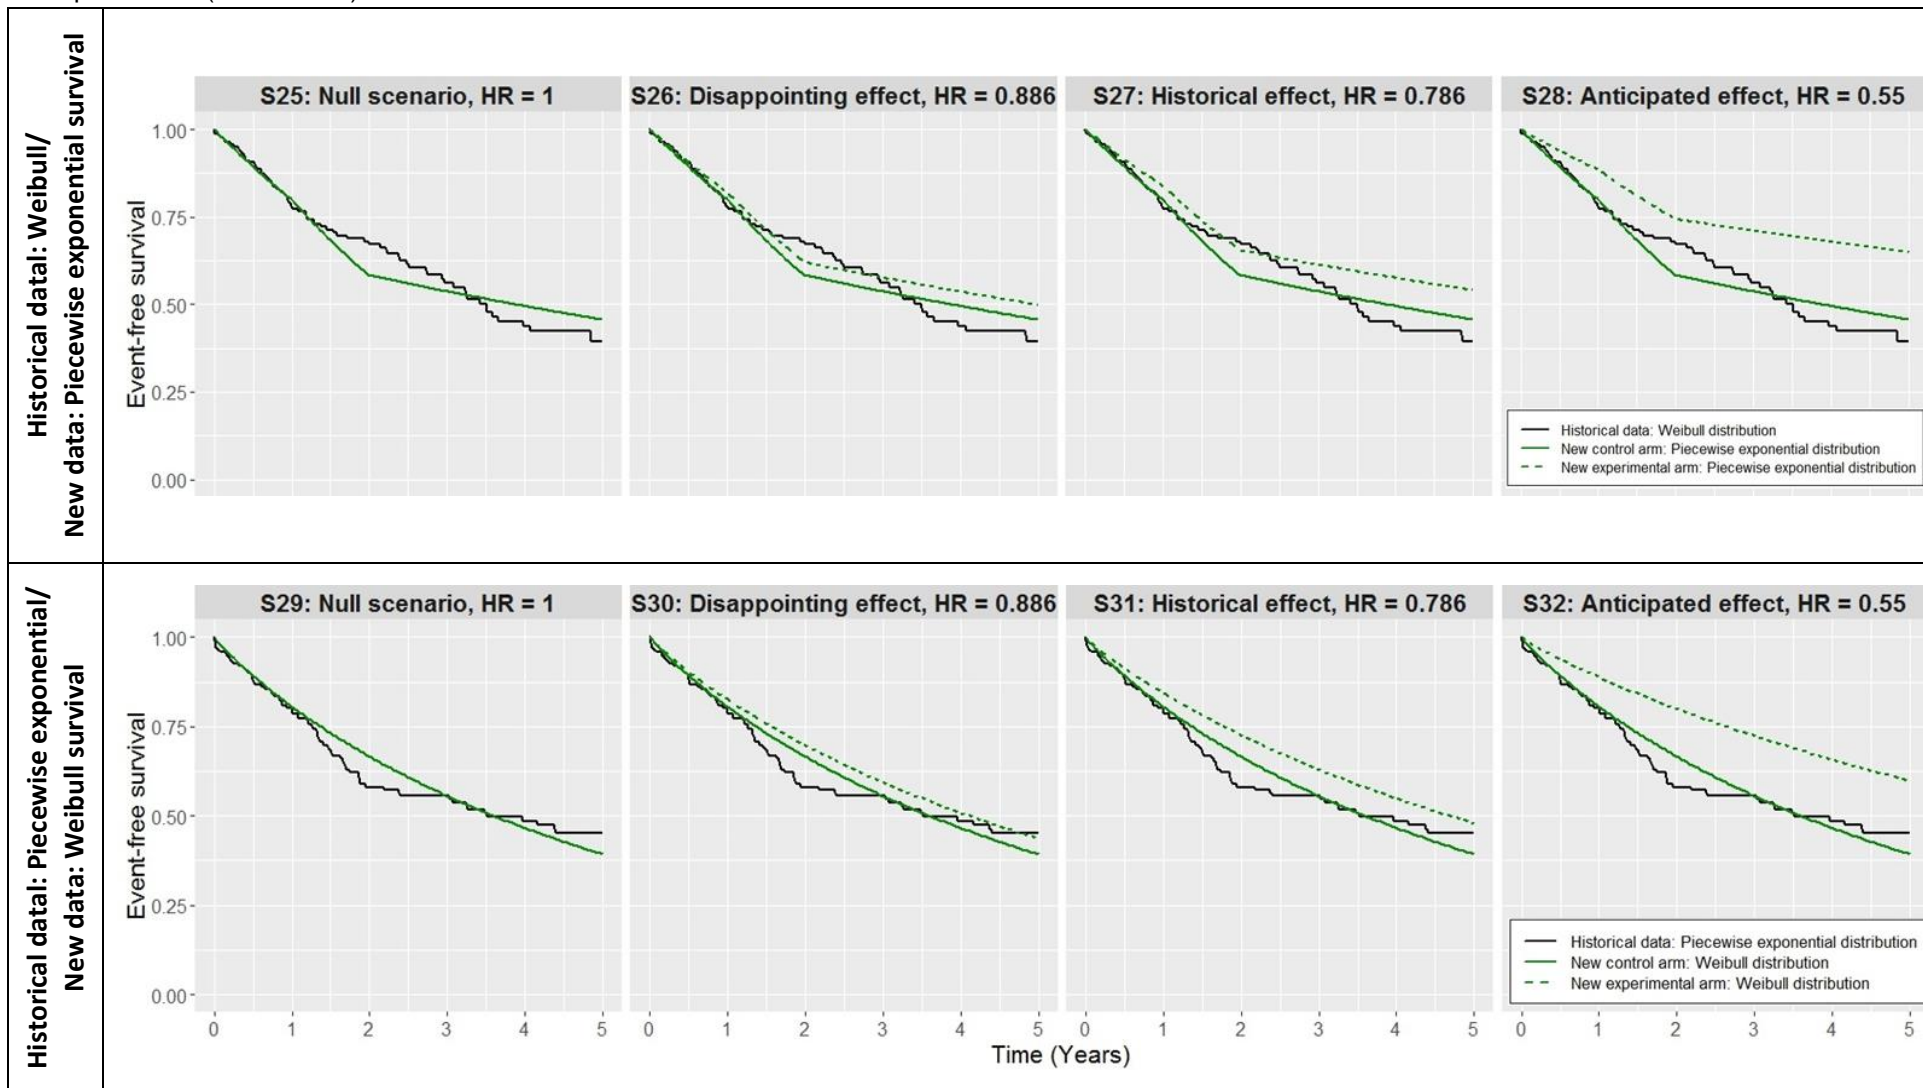 Historical datal: Weibull/
New data: Piecewise exponential survival
S25: Null scenario, HR = 1
S26: Disappointing effect, HR = 0.886
S27: Historical effect, HR = 0.786
S28: Anticipated effect, HR = 0.55
Event-free survival
1.00
0.75
0.50
0.25
0.00
Historical data: Weibull distribution
New control arm: Piecewise exponential distribution
New experimental arm: Piecewise exponential distribution
Historical datal: Piecewise exponential/
New data: Weibull survival
S29: Null scenario, HR = 1
S30: Disappointing effect, HR = 0.886
S31: Historical effect, HR = 0.786
S32: Anticipated effect, HR = 0.55
Event-free survival
1.00
0.75
0.50
0.25
0.00
Historical data: Piecewise exponential distribution
New control arm: Weibull distribution
New experimental arm: Weibull distribution
0 1 2 3 4 5 0 1 2 3 4 5 0 1 2 3 4 5 0 1 2 3 4 5
Time (Years)